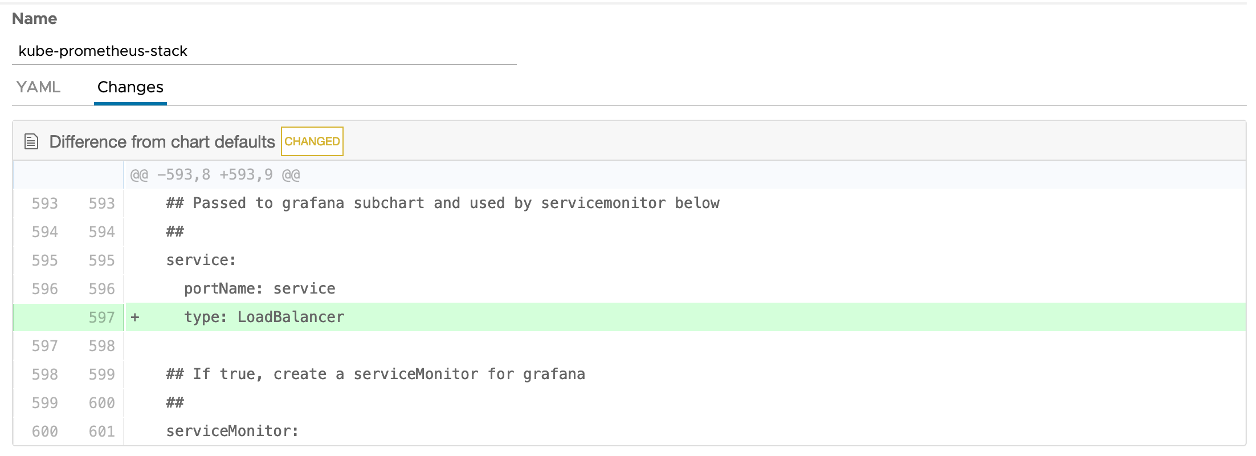 Name
kube-prometheus-stack
YAML Changes
Difference from chart defaults CHANGED
@@ -593,8 +593,9 @@
593 593 ## Passed to grafana subchart and used by servicemonitor below
594 594 ##
595 595 service:
596 596 portName: service
597 + type: LoadBalancer
597 598
598 599 ## If true, create a serviceMonitor for grafana
599 600 ##
600 601 serviceMonitor: